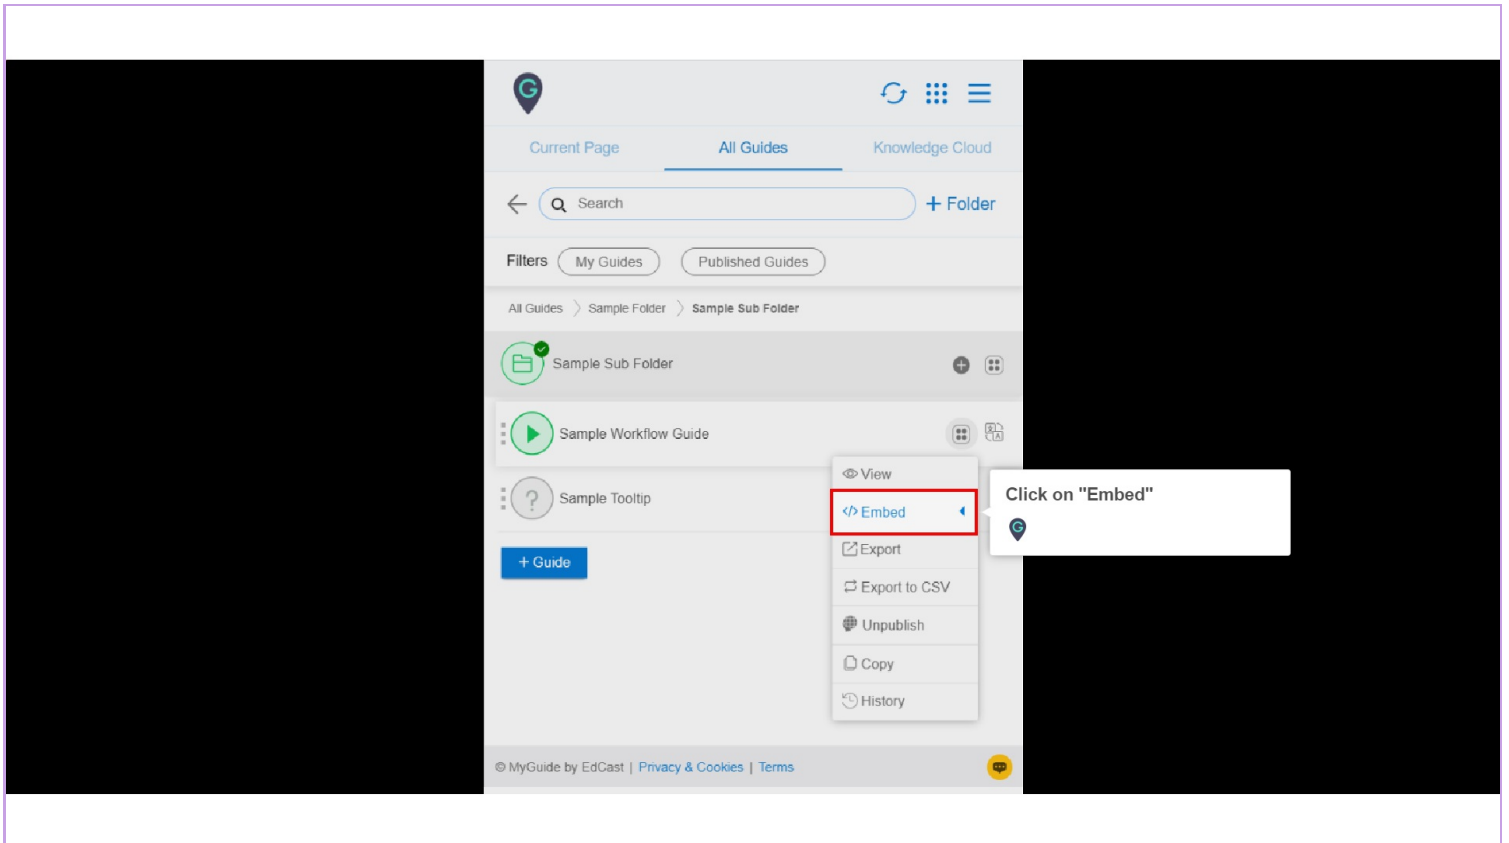 G
Current Page All Guides Knowledge Cloud
Search + Folder
Filters My Guides Published Guides
All Guides Sample Folder Sample Sub Folder
Sample Sub Folder
Sample Workflow Guide
View
Sample Tooltip
Embed
Click on "Embed"
G
Export
+ Guide
Export to CSV
Unpublish
Copy
History
© MyGuide by EdCast | Privacy & Cookies | Terms